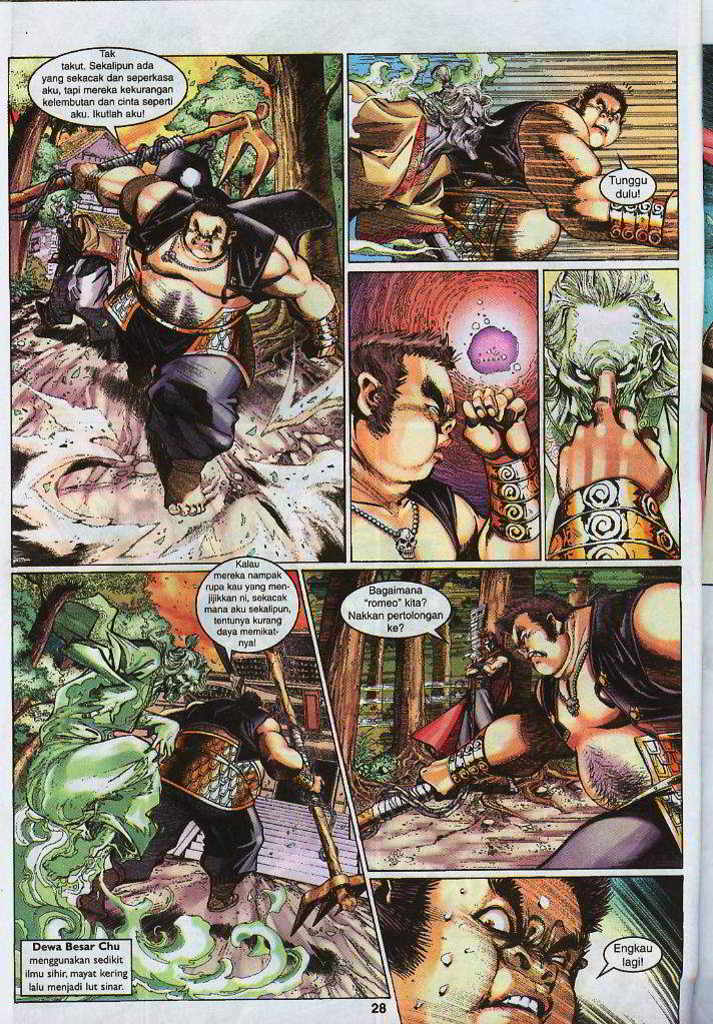 Tak
takut. Sekalipun ada
yang sekacak dan seperkasa
aku, tapi mereka kekurangan
kelembutan dan cinta seperti
aku. Ikutlah aku!
Tunggu
dulu!
Kalau
mereka nampak
rupa kau yang men-
jijikkan ni, sekacak
mana aku sekalipun,
tentunya kurang
daya memikat-
nya!
Bagaimana
"romeo" kita?
Nakkan pertolongan
ke?
Dewa Besar Chu
menggunakan sedikit
ilmu sihir, mayat kering
lalu menjadi lut sinar.
Engkau
lagi!
28